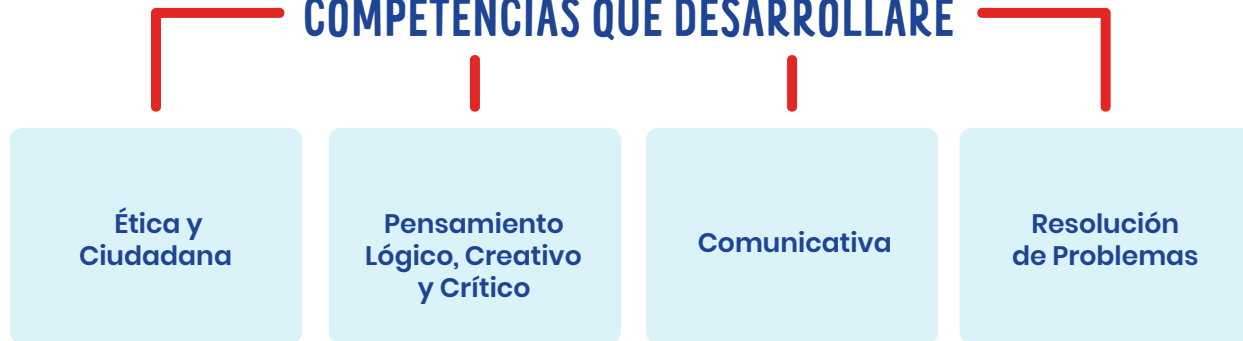 COMPETENCIAS QUE DESARROLLARE
Ética y
Ciudadana
Pensamiento
Lógico, Creativo
y Crítico
Comunicativa
Resolución
de Problemas